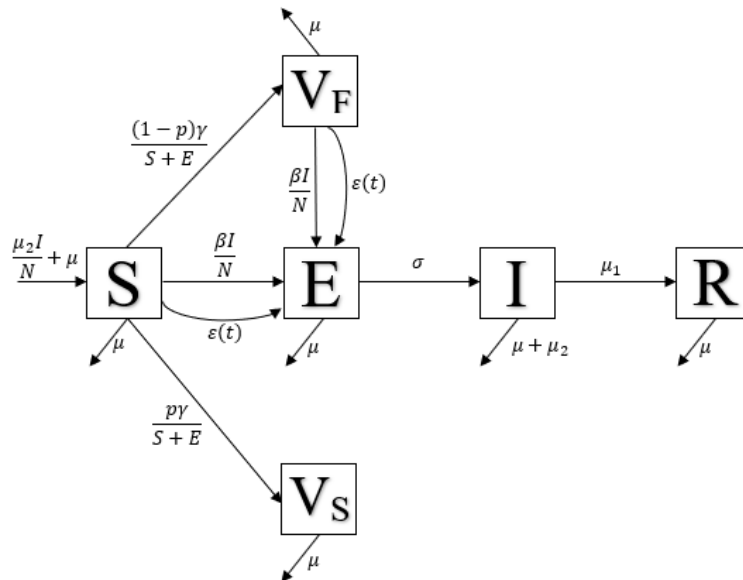 μ
V_F
(1 − p)γ
S + E
βI
N
ε(t)
μ₂I
N
+ μ
S
βI
N
E
σ
I
μ₁
R
ε(t)
μ
μ
μ + μ₂
μ
pγ
S + E
V_S
μ